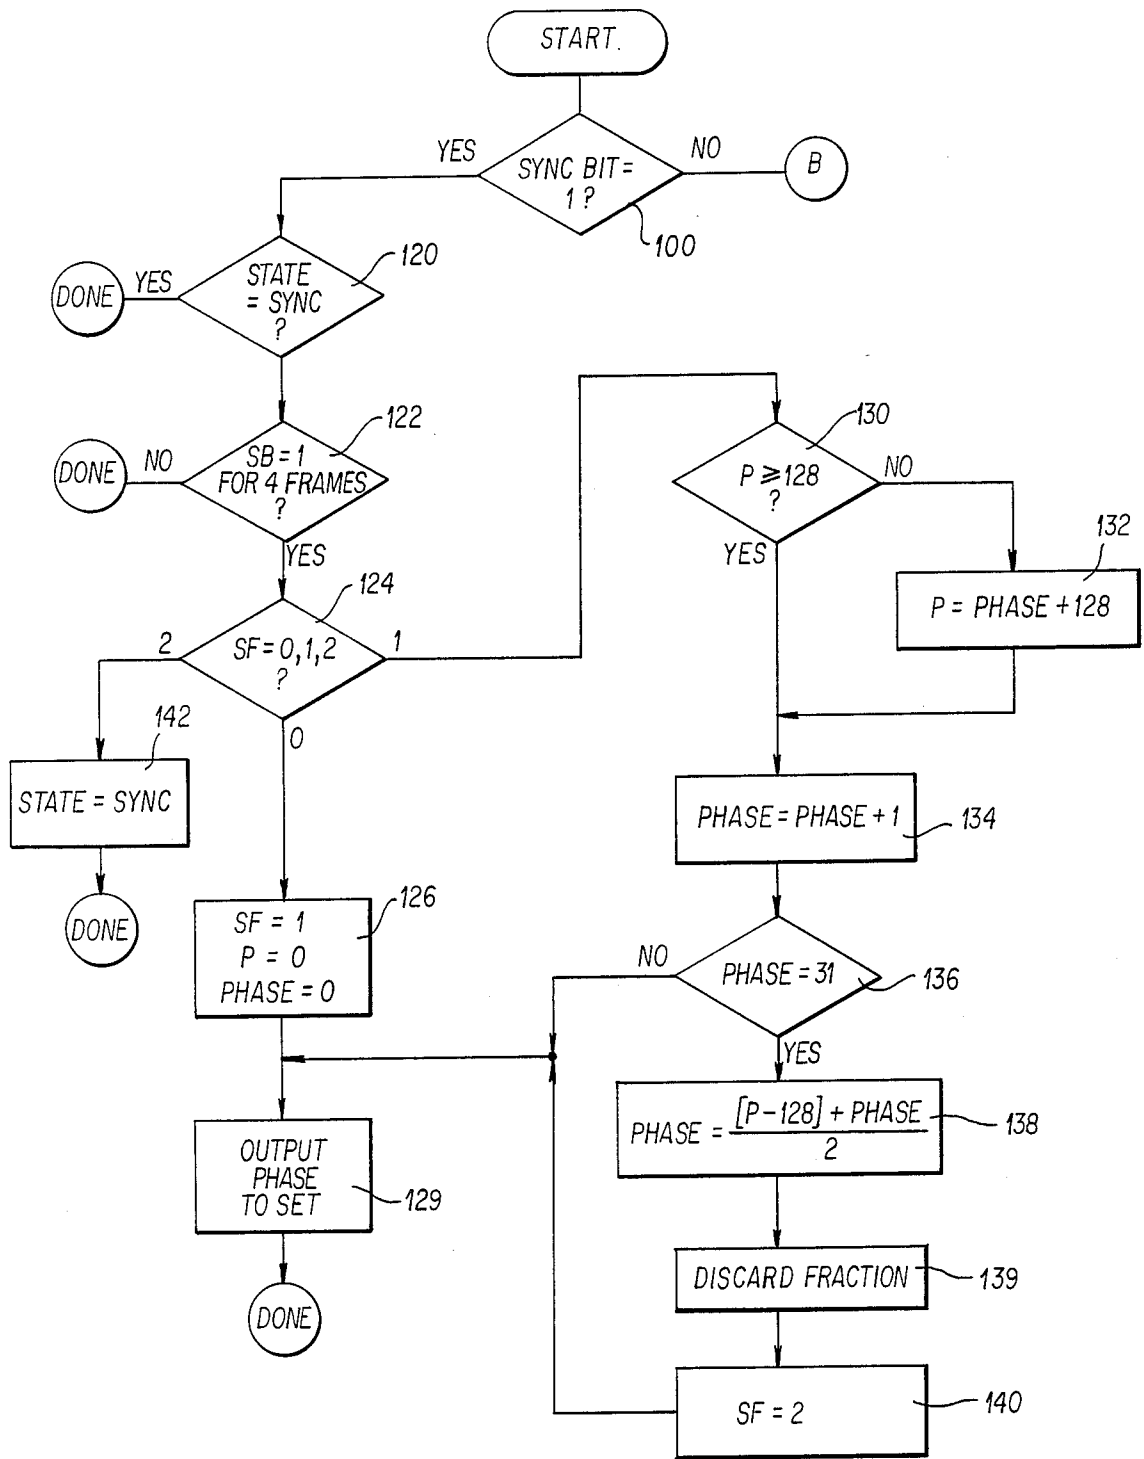 START.
SYNC BIT =
1 ?
YES
NO
B
100
STATE
= SYNC
?
120
YES
DONE
SB = 1
FOR 4 FRAMES
?
122
NO
DONE
YES
SF = 0, 1, 2
?
124
2
1
0
P ≥ 128
?
130
NO
YES
132
P = PHASE + 128
142
STATE = SYNC
DONE
PHASE = PHASE + 1
134
SF = 1
P = 0
PHASE = 0
126
NO
PHASE = 31
136
YES
PHASE = [P - 128] + PHASE
2
138
OUTPUT
PHASE
TO SET
129
DISCARD FRACTION
139
DONE
SF = 2
140